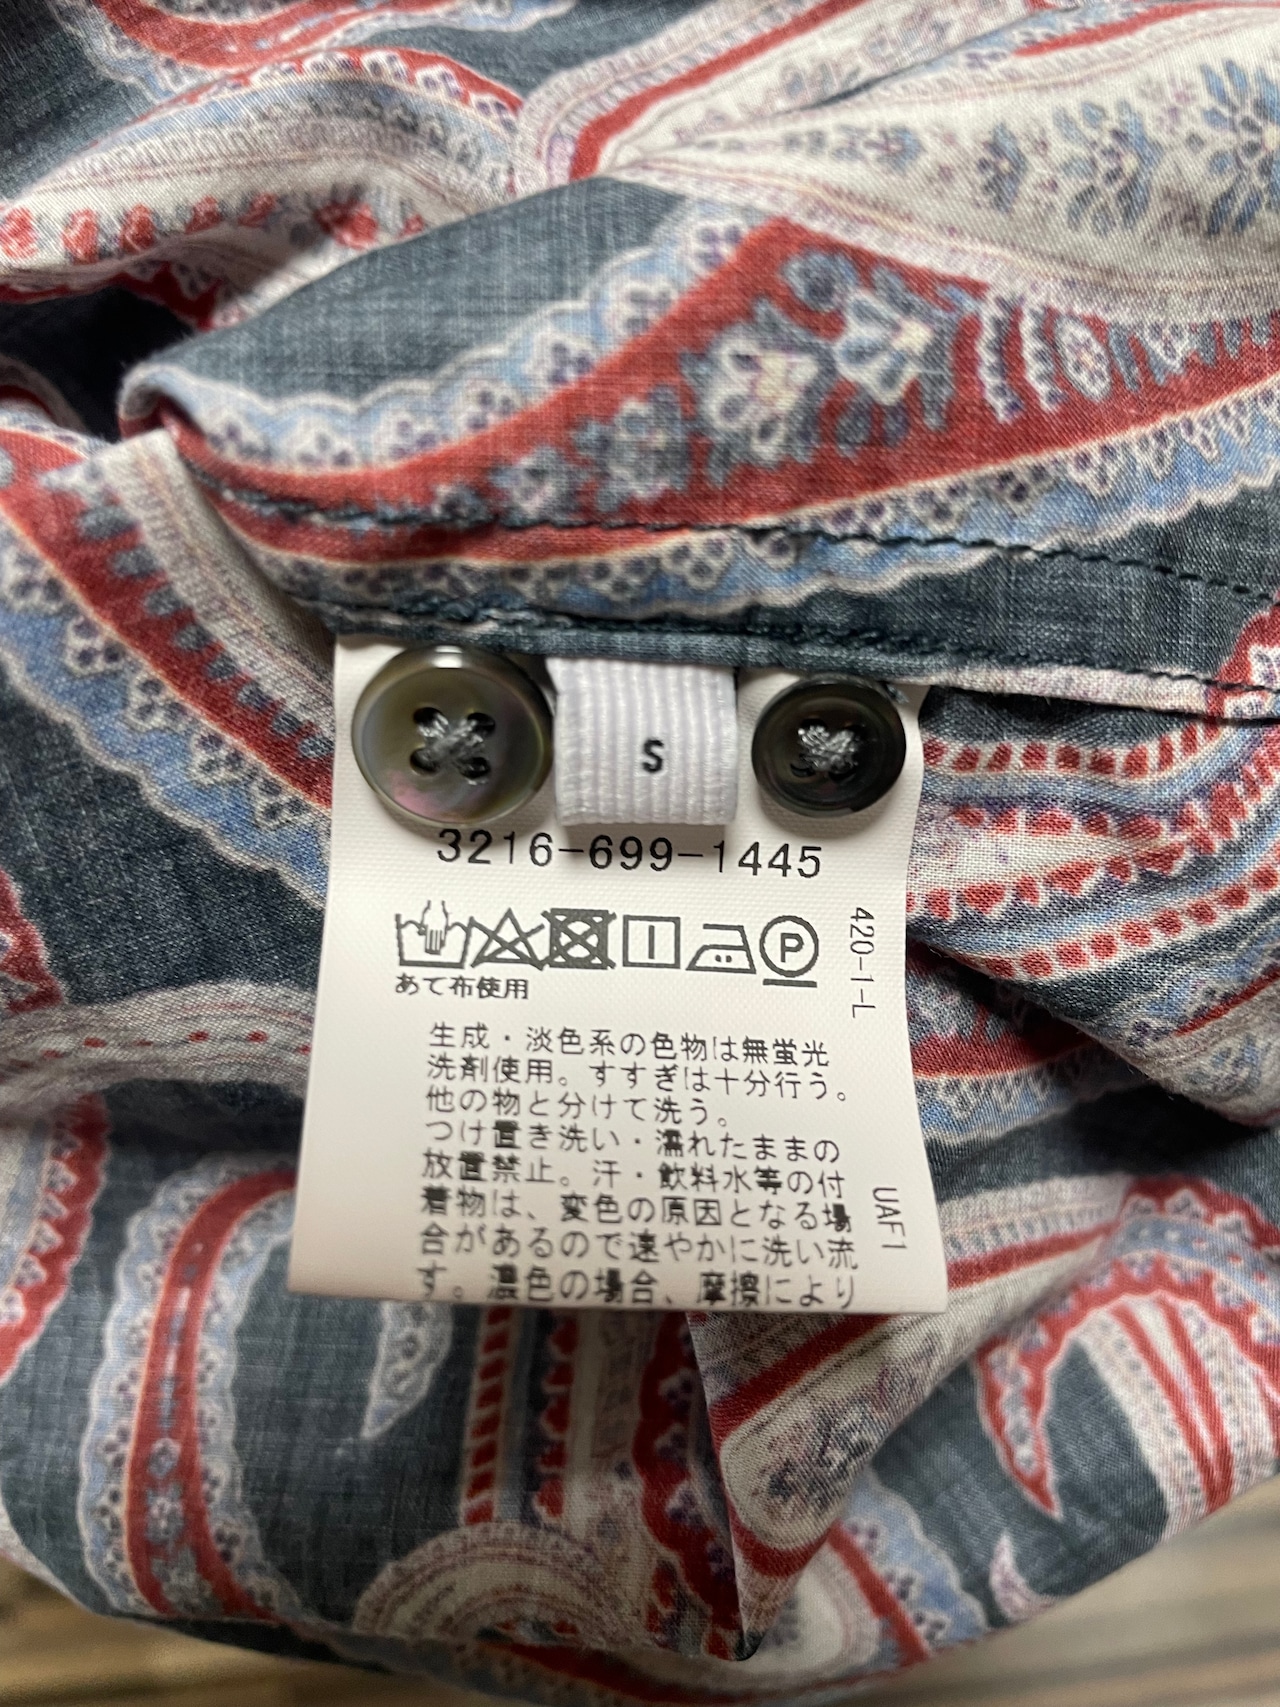 S
3216-699-1445
P
あて布使用
420-1-L
生成・淡色系の色物は無蛍光
洗剤使用。すすぎは十分行う。
他の物と分けて洗う。
つけ置き洗い・濡れたままの
放置禁止。汗・飲料水等の付
着物は、変色の原因となる場
合があるので速やかに洗い流
す。濃色の場合、摩擦により
UAF1